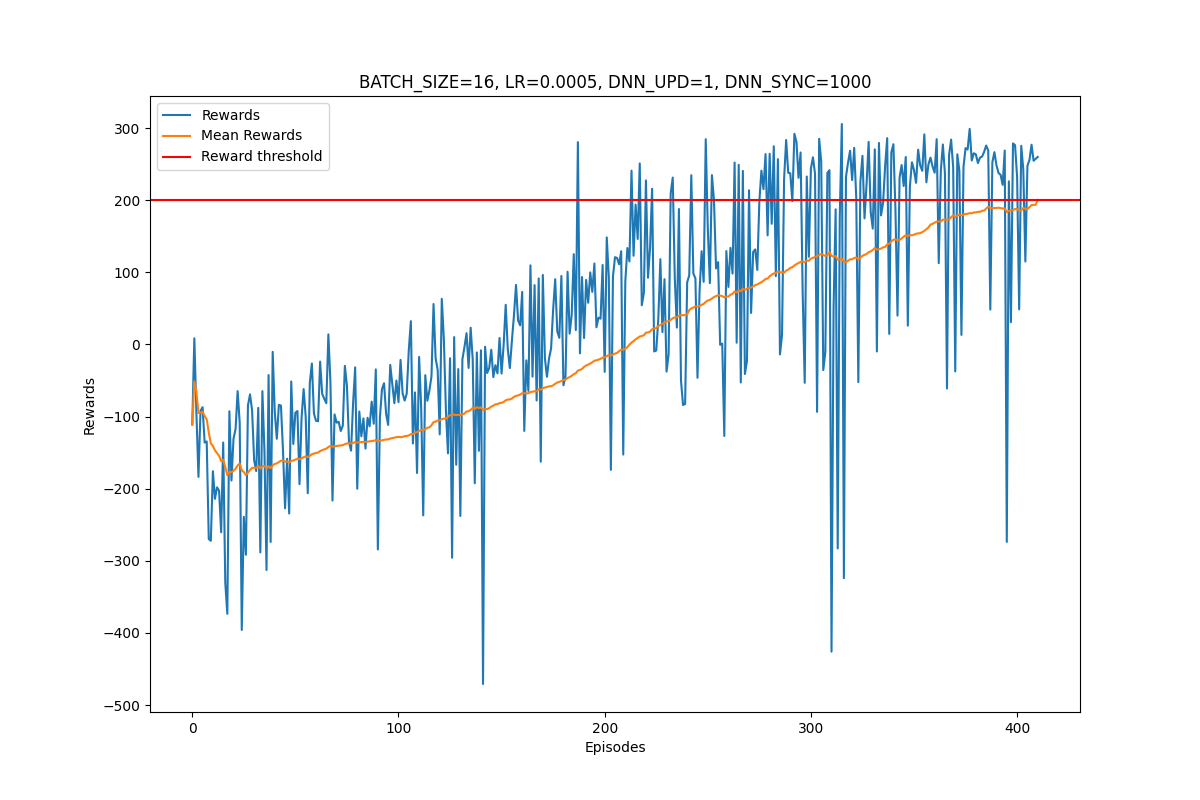 BATCH_SIZE=16, LR=0.0005, DNN_UPD=1, DNN_SYNC=1000
Rewards
Mean Rewards
Reward threshold
300
200
100
0
−100
−200
−300
−400
−500
Rewards
0 100 200 300 400
Episodes